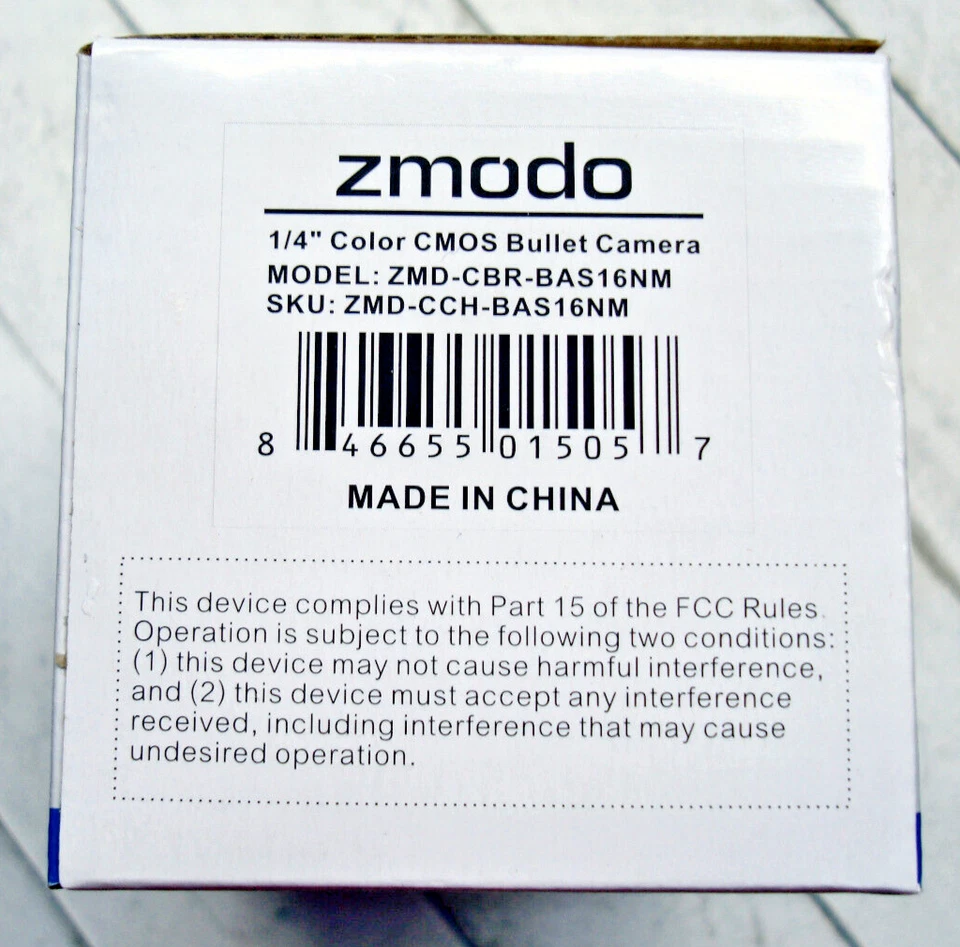 zmodo
1/4" Color CMOS Bullet Camera
MODEL: ZMD-CBR-BAS16NM
SKU: ZMD-CCH-BAS16NM
8 46655 01505 7
MADE IN CHINA
This device complies with Part 15 of the FCC Rules.
Operation is subject to the following two conditions:
(1) this device may not cause harmful interference,
and (2) this device must accept any interference
received, including interference that may cause
undesired operation.